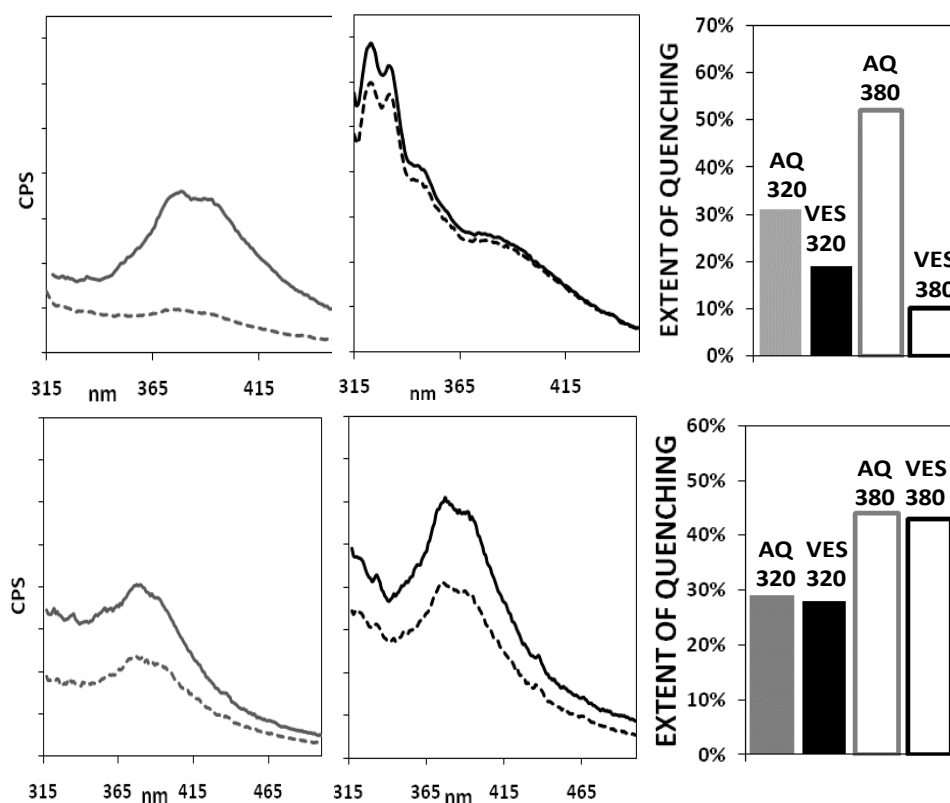 CPS
315
365
415
nm
315
365
415
nm
EXTENT OF QUENCHING
70%
60%
50%
40%
30%
20%
10%
0%
AQ
320
VES
320
AQ
380
VES
380
CPS
315
365
415
465
nm
315
365
415
465
nm
EXTENT OF QUENCHING
60%
50%
40%
30%
20%
10%
0%
AQ
320
VES
320
AQ
380
VES
380